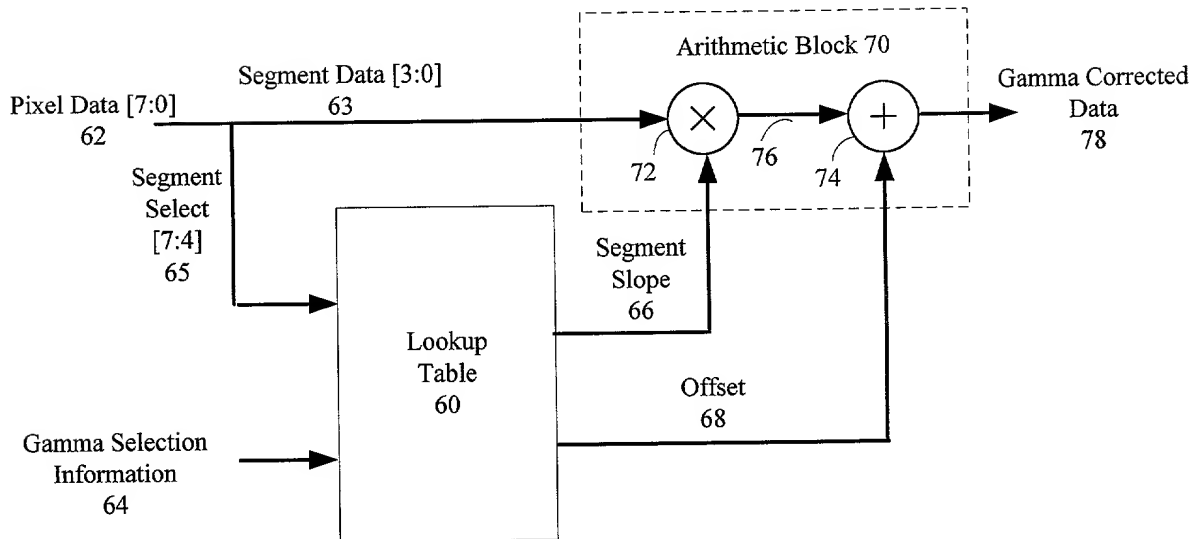 Arithmetic Block 70
Segment Data [3:0]
63
Pixel Data [7:0]
62
Gamma Corrected
Data
78
×
+
72
76
74
Segment
Select
[7:4]
65
Segment
Slope
66
Lookup
Table
60
Offset
68
Gamma Selection
Information
64